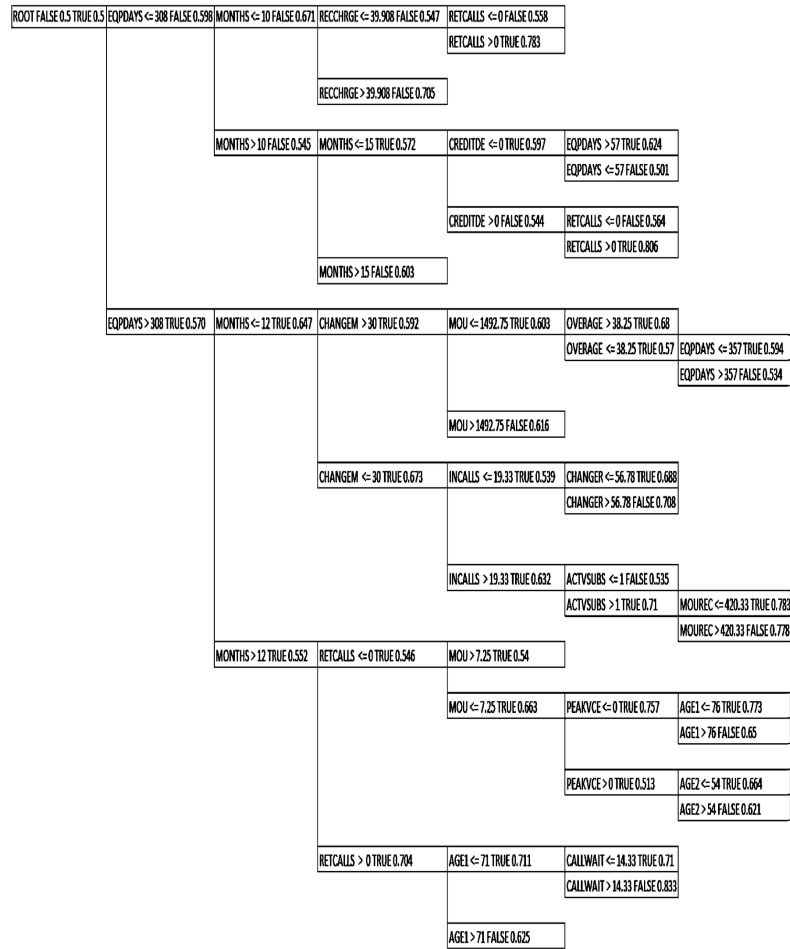 ROOT FALSE 0.5 TRUE 0.5 EQPDAYS <= 308 FALSE 0.598 MONTHS <= 10 FALSE 0.671 RECCHRGE <= 39.908 FALSE 0.547 RETCALLS <= 0 FALSE 0.558
RETCALLS > 0 TRUE 0.783
RECCHRGE > 39.908 FALSE 0.705
MONTHS > 10 FALSE 0.545 MONTHS <= 15 TRUE 0.572 CREDITDE <= 0 TRUE 0.597 EQPDAYS > 57 TRUE 0.624
EQPDAYS <= 57 FALSE 0.501
CREDITDE > 0 FALSE 0.544 RETCALLS <= 0 FALSE 0.564
RETCALLS > 0 TRUE 0.806
MONTHS > 15 FALSE 0.603
EQPDAYS > 308 TRUE 0.570 MONTHS <= 12 TRUE 0.647 CHANGEM > 30 TRUE 0.592 MOU <= 1492.75 TRUE 0.603 OVERAGE > 38.25 TRUE 0.68
OVERAGE <= 38.25 TRUE 0.57 EQPDAYS <= 357 TRUE 0.594
EQPDAYS > 357 FALSE 0.534
MOU > 1492.75 FALSE 0.616
CHANGEM <= 30 TRUE 0.673 INCALLS <= 19.33 TRUE 0.539 CHANGER <= 56.78 TRUE 0.688
CHANGER > 56.78 FALSE 0.708
INCALLS > 19.33 TRUE 0.632 ACTVSUBS <= 1 FALSE 0.535
ACTVSUBS > 1 TRUE 0.71 MOUREC <= 420.33 TRUE 0.783
MOUREC > 420.33 FALSE 0.778
MONTHS > 12 TRUE 0.552 RETCALLS <= 0 TRUE 0.546 MOU > 7.25 TRUE 0.54
MOU <= 7.25 TRUE 0.663 PEAKVCE <= 0 TRUE 0.757 AGE1 <= 76 TRUE 0.773
AGE1 > 76 FALSE 0.65
PEAKVCE > 0 TRUE 0.513 AGE2 <= 54 TRUE 0.664
AGE2 > 54 FALSE 0.621
RETCALLS > 0 TRUE 0.704 AGE1 <= 71 TRUE 0.711 CALLWAIT <= 14.33 TRUE 0.71
CALLWAIT > 14.33 FALSE 0.833
AGE1 > 71 FALSE 0.625